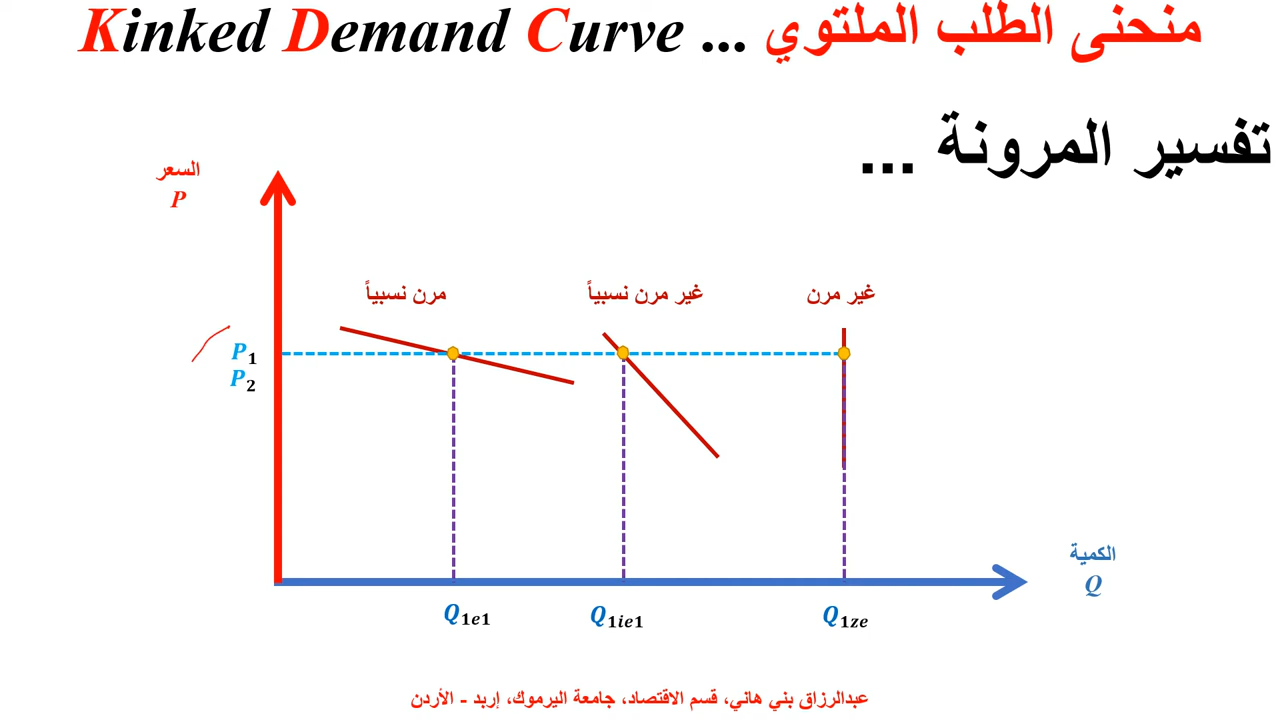 Kinked Demand Curve ... منحنى الطلب الملتوي
تفسير المرونة ...
السعر
P
مرن نسبياً
غير مرن نسبياً
غير مرن
P1
P2
الكمية
Q
Q1e1
Q1ie1
Q1ze
عبدالرزاق بني هاني، قسم الاقتصاد، جامعة اليرموك، إربد - الأردن